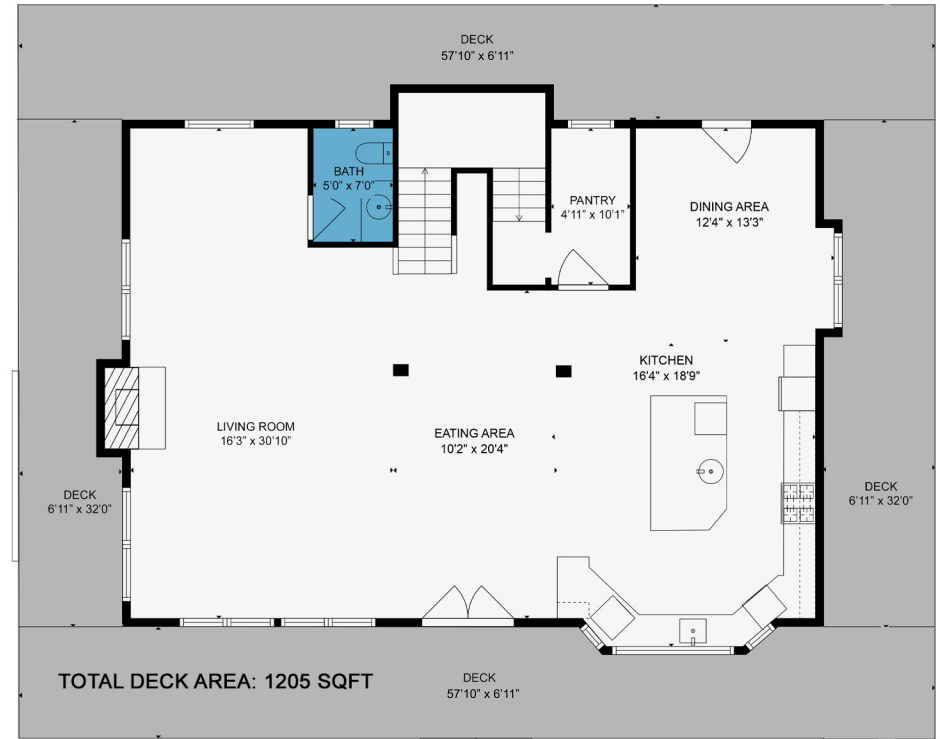 DECK
57'10" x 6'11"
BATH
5'0" x 7'0"
PANTRY
4'11" x 10'1"
DINING AREA
12'4" x 13'3"
KITCHEN
16'4" x 18'9"
LIVING ROOM
16'3" x 30'10"
EATING AREA
10'2" x 20'4"
DECK
6'11" x 32'0"
DECK
6'11" x 32'0"
TOTAL DECK AREA: 1205 SQFT
DECK
57'10" x 6'11"